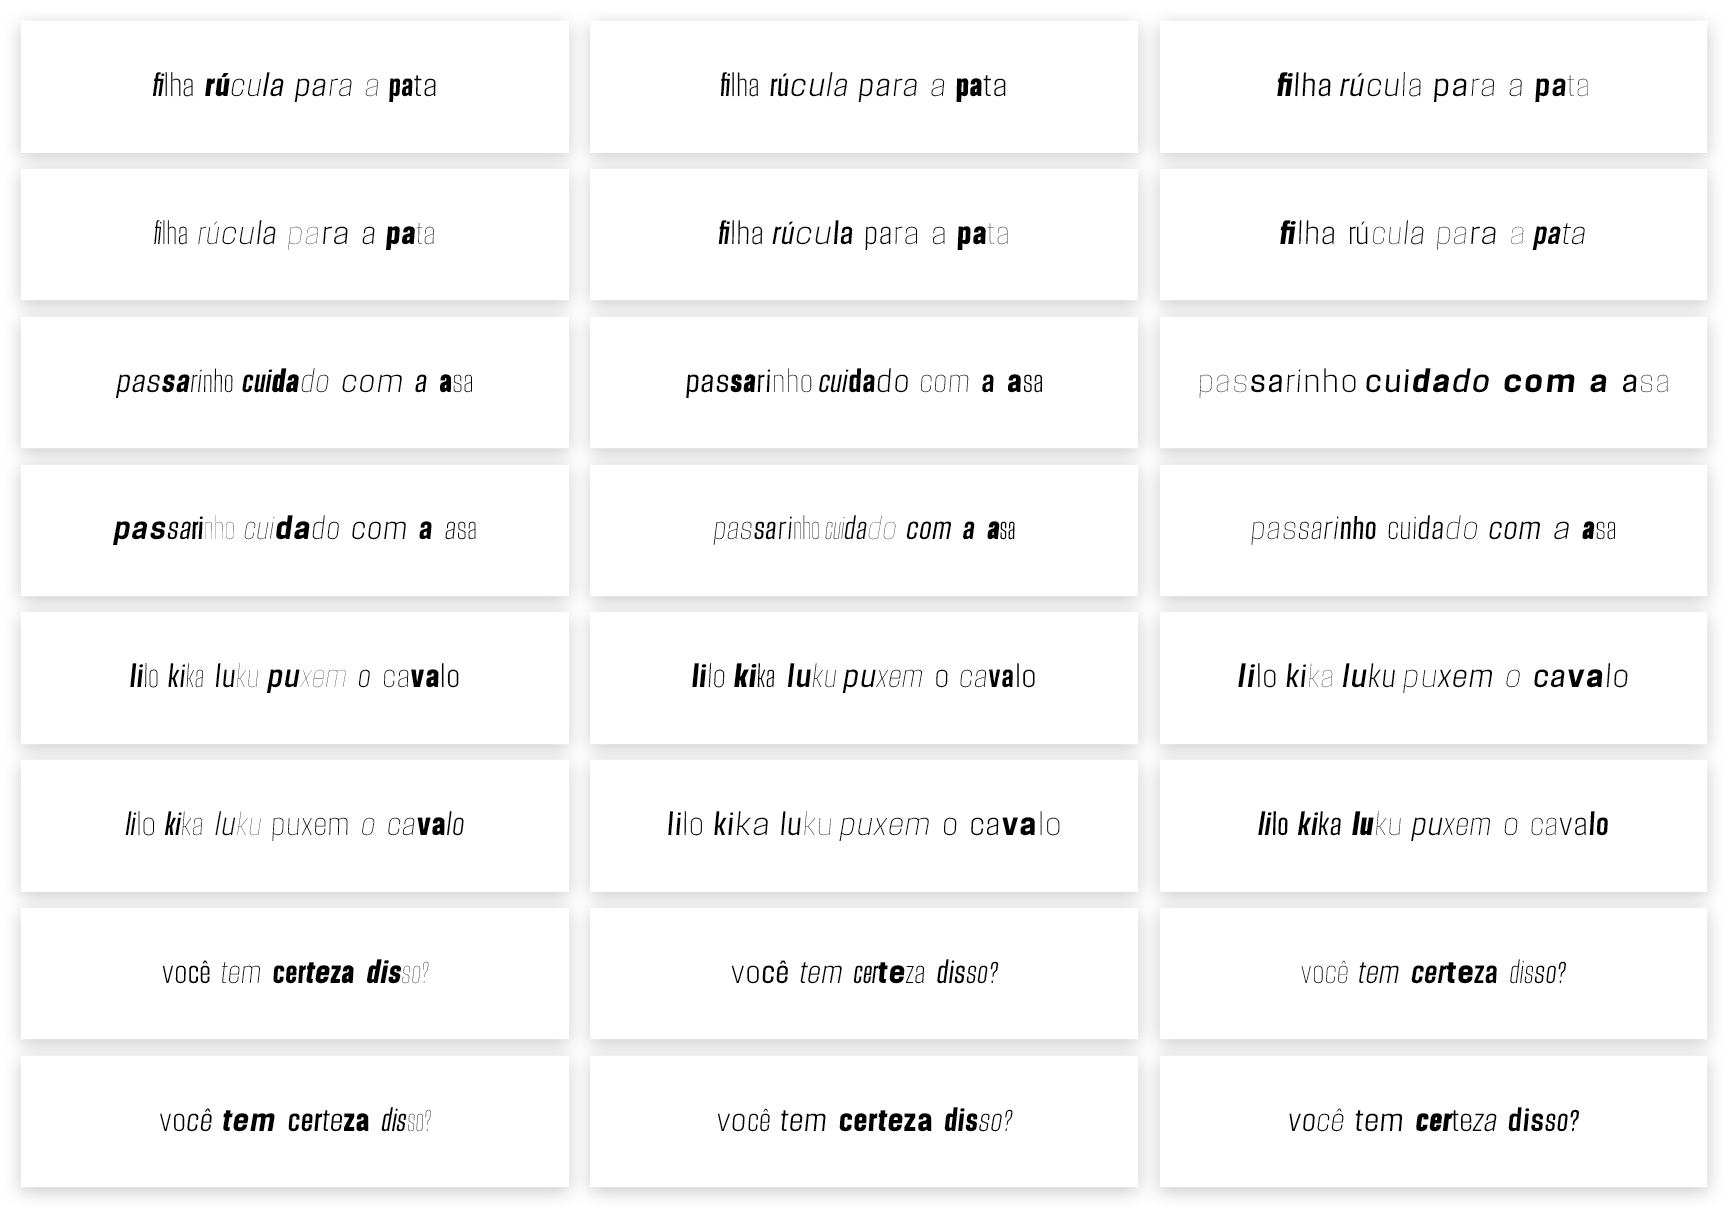 filha rúcula para a pata
filha rúcula para a pata
filha rúcula para a pata
filha rúcula para a pata
filha rúcula para a pata
filha rúcula para a pata
passarinho cuidado com a asa
passarinho cuidado com a asa
passarinho cuidado com a asa
passarinho cuidado com a asa
passarinho cuidado com a asa
passarinho cuidado com a asa
lilo kika luku puxem o cavalo
lilo kika luku puxem o cavalo
lilo kika luku puxem o cavalo
lilo kika luku puxem o cavalo
lilo kika luku puxem o cavalo
lilo kika luku puxem o cavalo
você tem certeza disso?
você tem certeza disso?
você tem certeza disso?
você tem certeza disso?
você tem certeza disso?
você tem certeza disso?